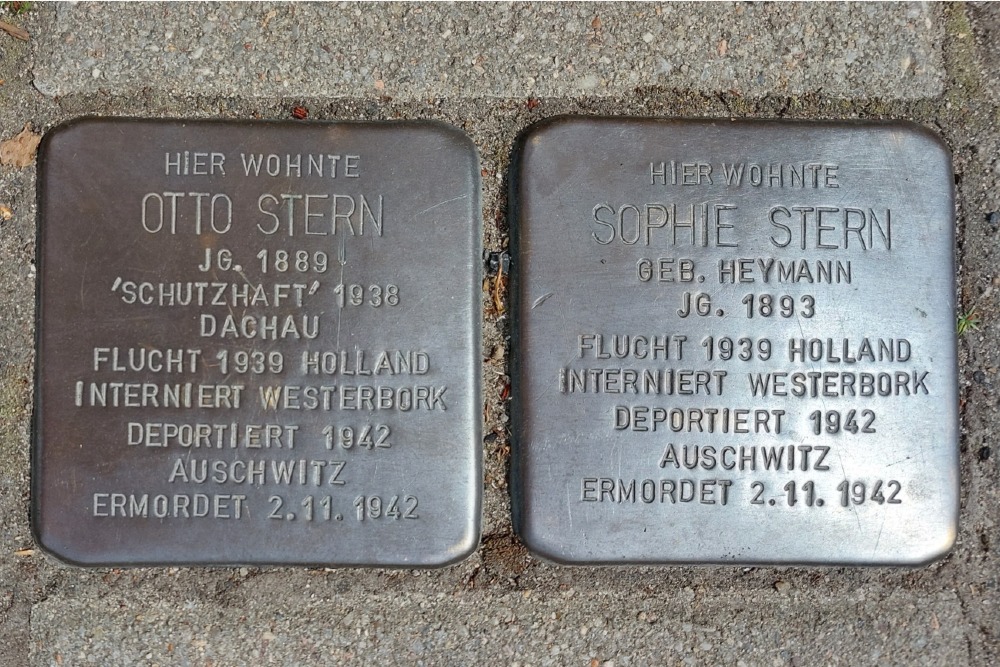 HIER WOHNTE
OTTO STERN
JG. 1889
'SCHUTZHAFT' 1938
DACHAU
FLUCHT 1939 HOLLAND
INTERNIERT WESTERBORK
DEPORTIERT 1942
AUSCHWITZ
ERMORDET 2.11.1942
HIER WOHNTE
SOPHIE STERN
GEB. HEYMANN
JG. 1893
FLUCHT 1939 HOLLAND
INTERNIERT WESTERBORK
DEPORTIERT 1942
AUSCHWITZ
ERMORDET 2.11.1942